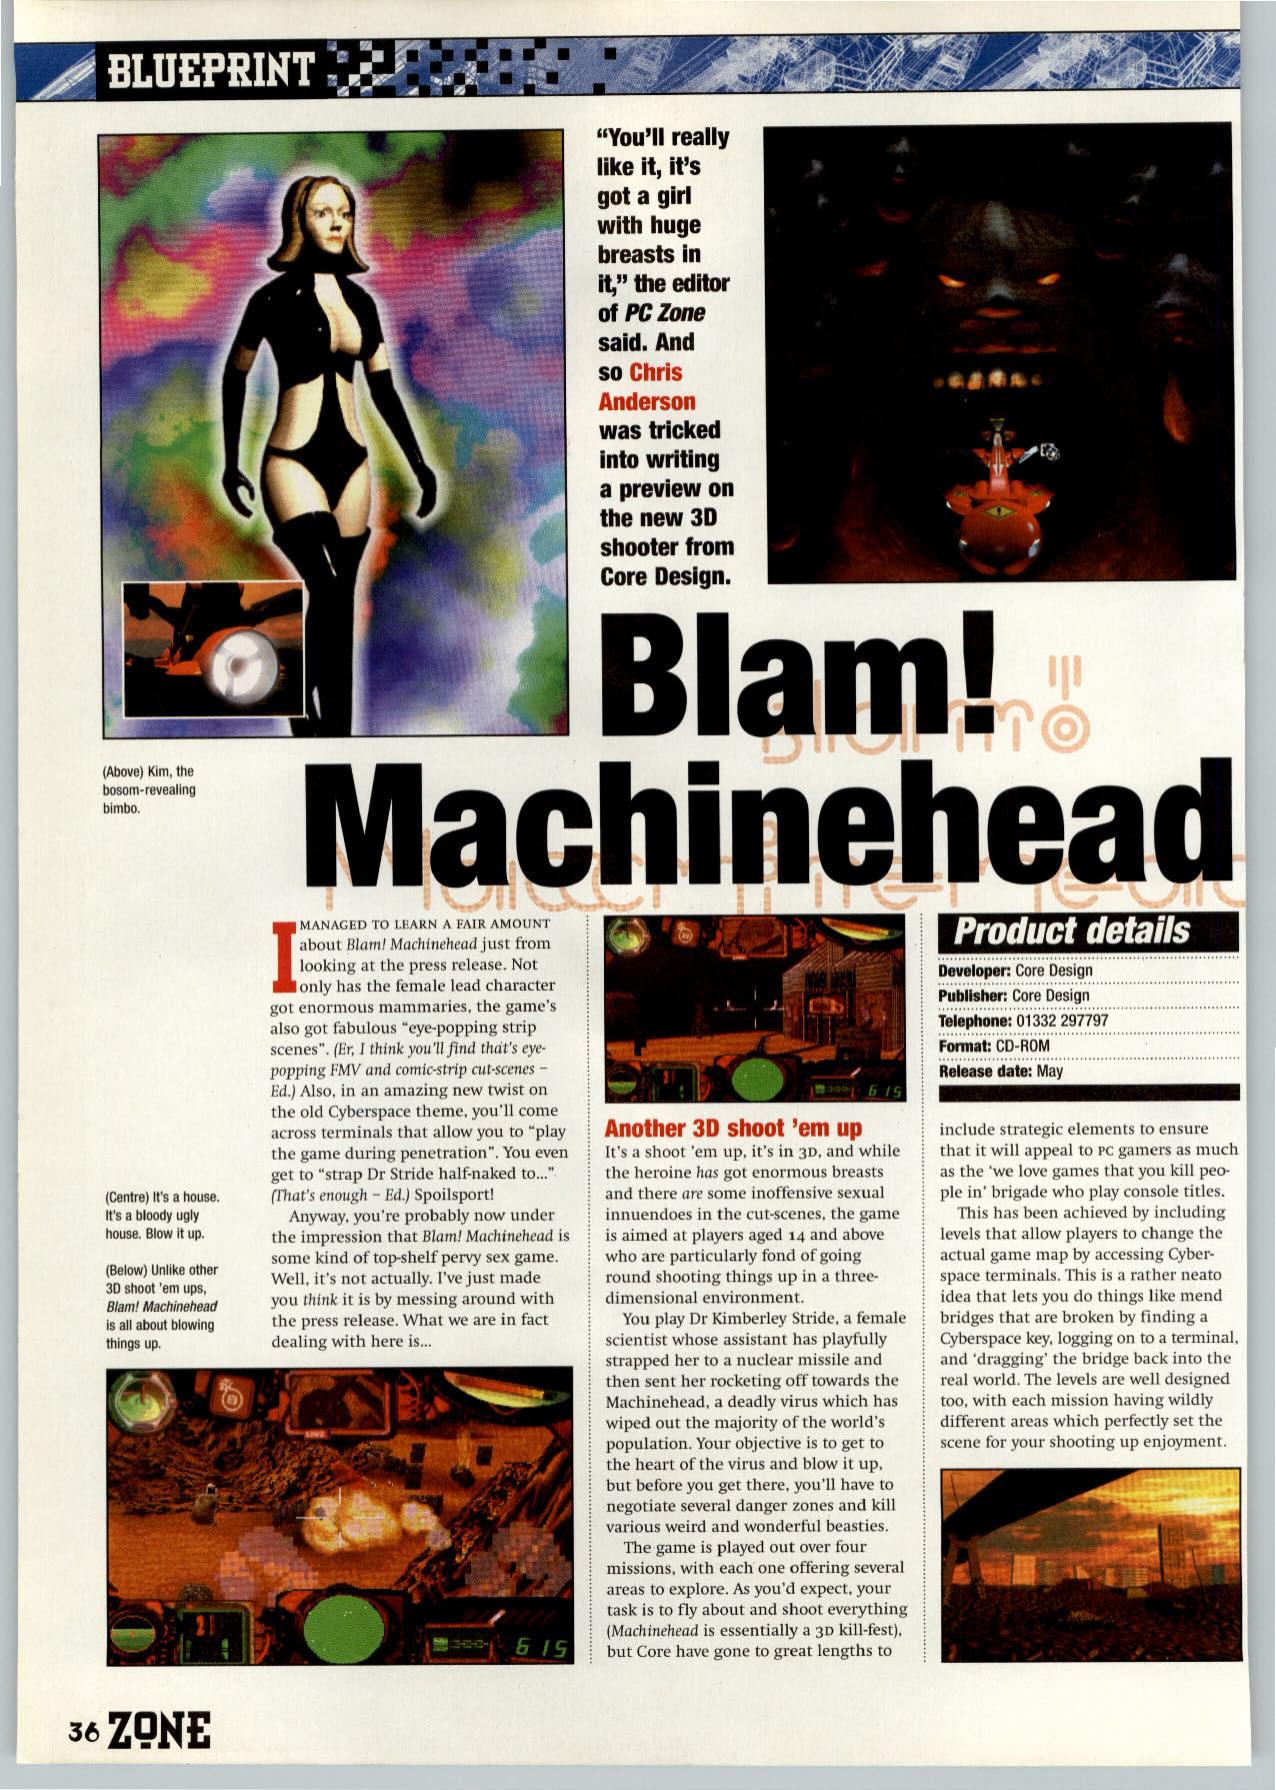 BLUEPRINT
"You'll really
like it, it's
got a girl
with huge
breasts in
it," the editor
of PC Zone
said. And
so Chris
Anderson
was tricked
into writing
a preview on
the new 3D
shooter from
Core Design.
Blam!
Machinehead
(Above) Kim, the
bosom-revealing
bimbo.
I MANAGED TO LEARN A FAIR AMOUNT
about Blam! Machinehead just from
looking at the press release. Not
only has the female lead character
got enormous mammaries, the game's
also got fabulous "eye-popping strip
scenes". (Er, I think you'll find that's eye-
popping FMV and comic-strip cut-scenes –
Ed.) Also, in an amazing new twist on
the old Cyberspace theme, you'll come
across terminals that allow you to "play
the game during penetration". You even
get to "strap Dr Stride half-naked to...".
(That's enough – Ed.) Spoilsport!
Anyway, you're probably now under
the impression that Blam! Machinehead is
some kind of top-shelf pervy sex game.
Well, it's not actually. I've just made
you think it is by messing around with
the press release. What we are in fact
dealing with here is...
(Centre) It's a house.
It's a bloody ugly
house. Blow it up.
(Below) Unlike other
3D shoot 'em ups,
Blam! Machinehead
is all about blowing
things up.
615
615
Another 3D shoot 'em up
It's a shoot 'em up, it's in 3D, and while
the heroine has got enormous breasts
and there are some inoffensive sexual
innuendoes in the cut-scenes, the game
is aimed at players aged 14 and above
who are particularly fond of going
round shooting things up in a three-
dimensional environment.
You play Dr Kimberley Stride, a female
scientist whose assistant has playfully
strapped her to a nuclear missile and
then sent her rocketing off towards the
Machinehead, a deadly virus which has
wiped out the majority of the world's
population. Your objective is to get to
the heart of the virus and blow it up,
but before you get there, you'll have to
negotiate several danger zones and kill
various weird and wonderful beasties.
The game is played out over four
missions, with each one offering several
areas to explore. As you'd expect, your
task is to fly about and shoot everything
(Machinehead is essentially a 3D kill-fest),
but Core have gone to great lengths to
Product details
Developer: Core Design
Publisher: Core Design
Telephone: 01332 297797
Format: CD-ROM
Release date: May
include strategic elements to ensure
that it will appeal to PC gamers as much
as the 'we love games that you kill peo-
ple in' brigade who play console titles.
This has been achieved by including
levels that allow players to change the
actual game map by accessing Cyber-
space terminals. This is a rather neato
idea that lets you do things like mend
bridges that are broken by finding a
Cyberspace key, logging on to a terminal,
and 'dragging' the bridge back into the
real world. The levels are well designed
too, with each mission having wildly
different areas which perfectly set the
scene for your shooting up enjoyment.
36 ZONE